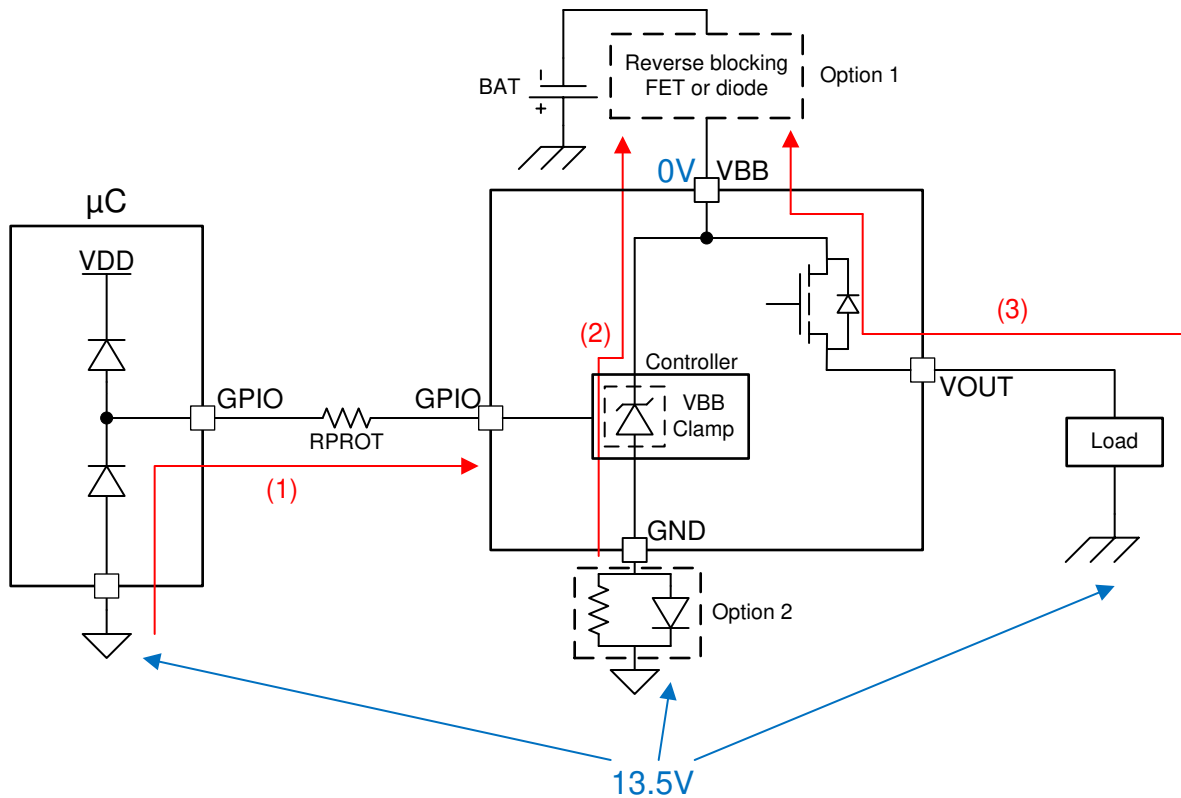 BAT
-
+
Reverse blocking
FET or diode
Option 1
0V
VBB
µC
VDD
GPIO
RPROT
GPIO
(1)
(2)
Controller
VBB
Clamp
(3)
VOUT
Load
GND
Option 2
13.5V